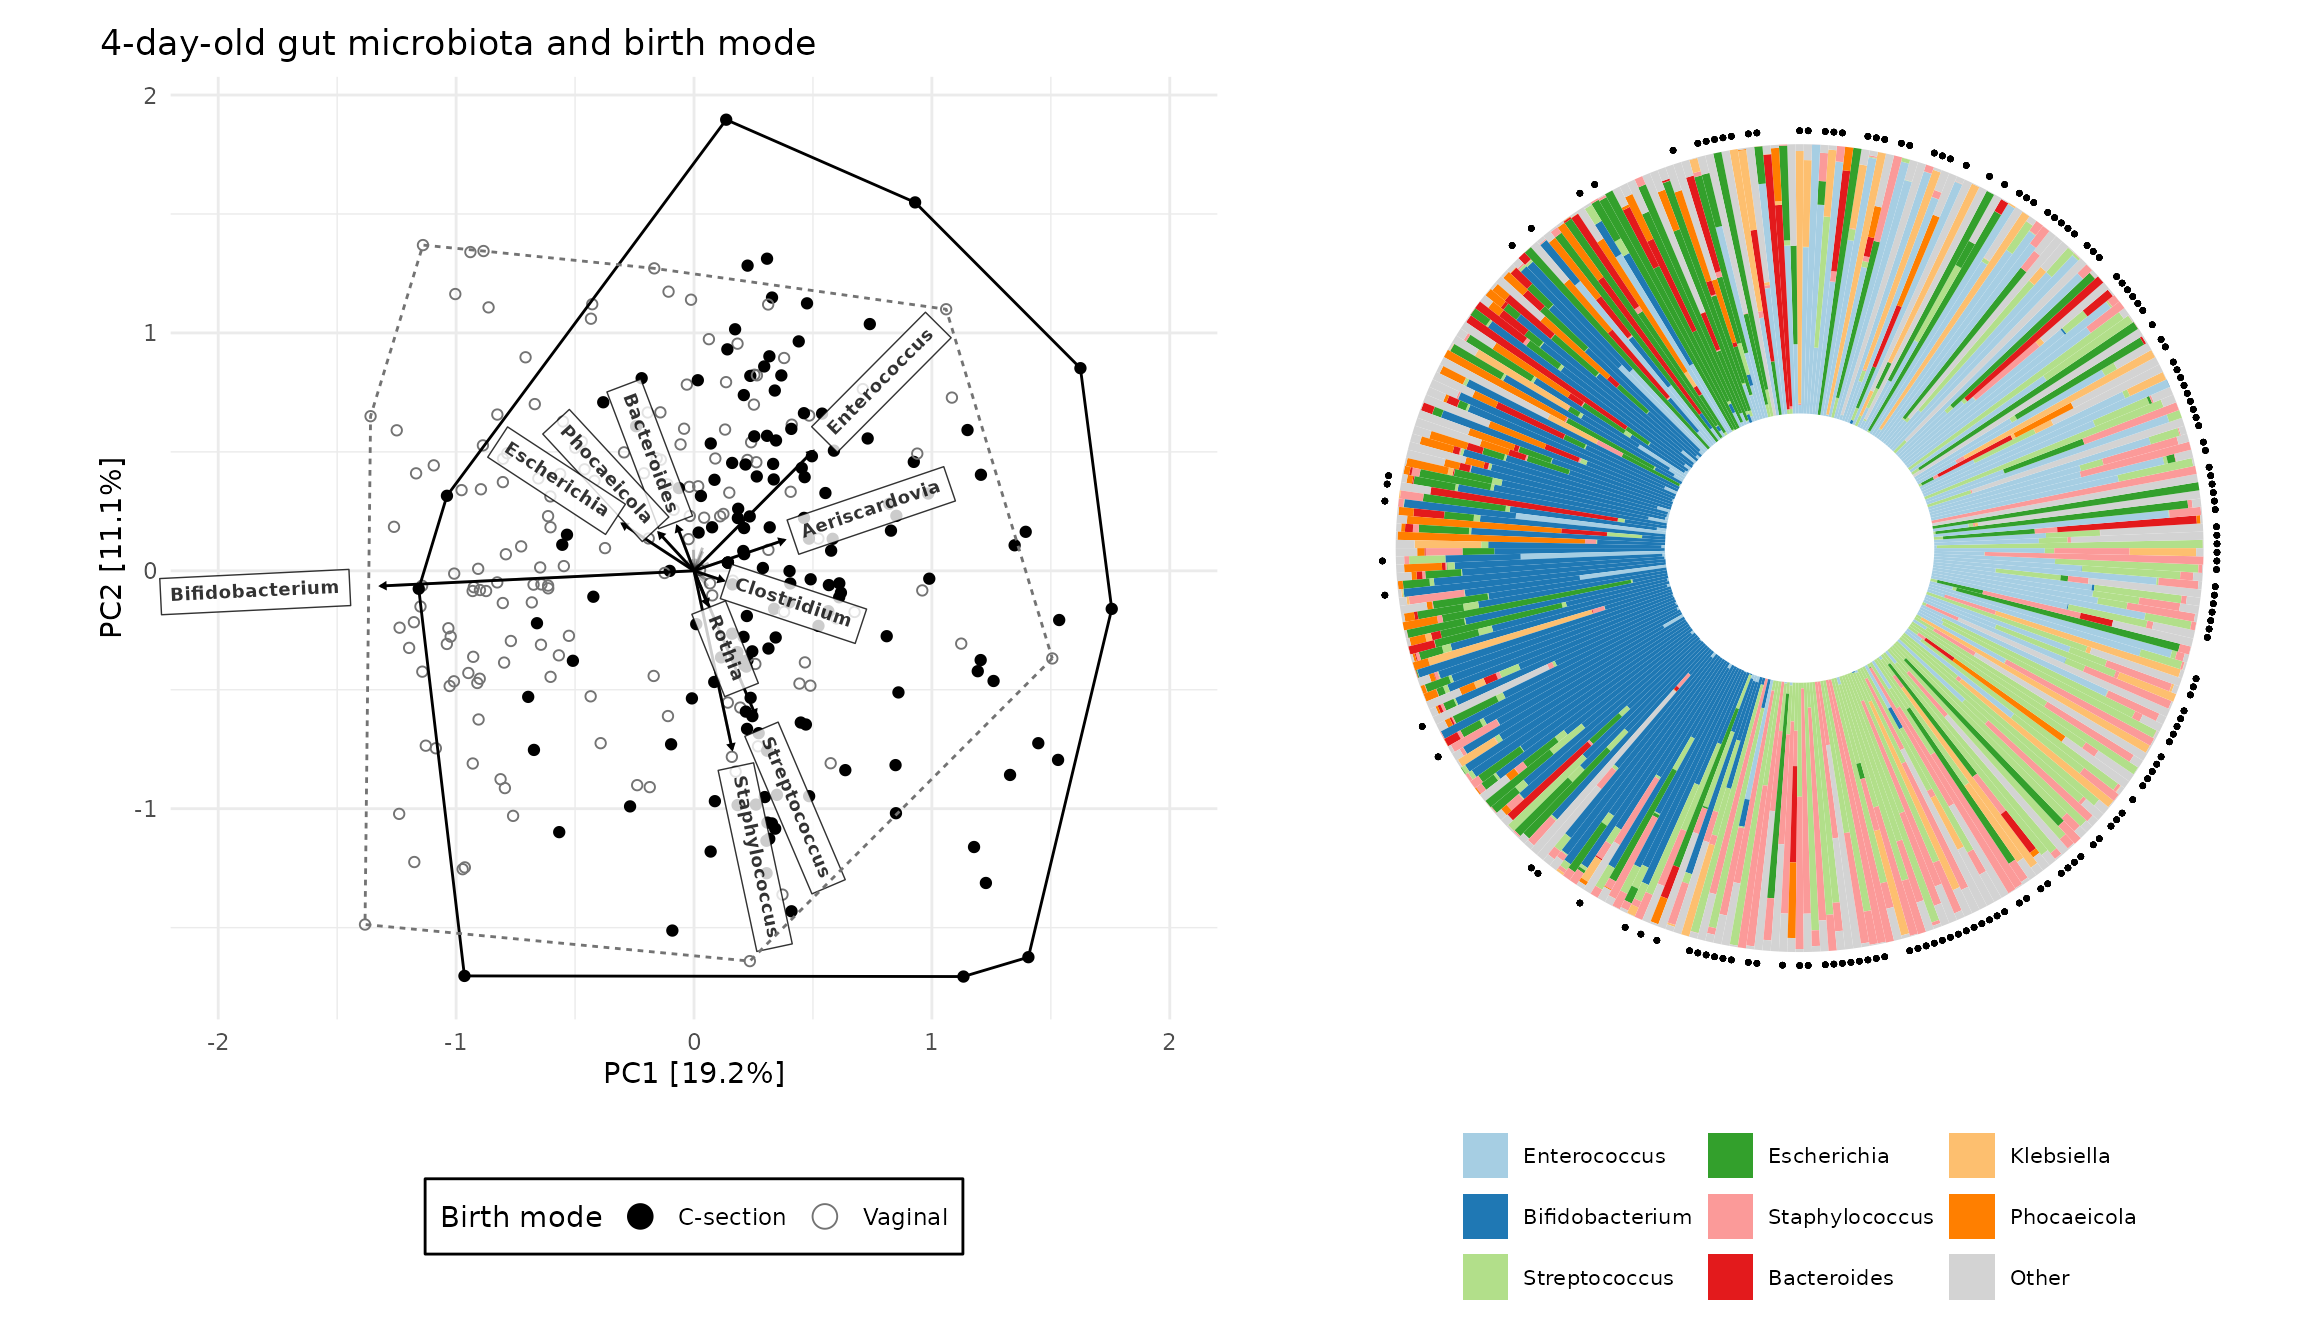 4-day-old gut microbiota and birth mode
2
1
0
-1
PC2 [11.1%]
Enterococcus
Bacteroides
Phocaeicola
Escherichia
Aeriscardovia
Bifidobacterium
Clostridium
Rothia
Streptococcus
Staphylococcus
-2
-1
0
1
2
PC1 [19.2%]
Birth mode
C-section
Vaginal
Enterococcus
Escherichia
Klebsiella
Bifidobacterium
Staphylococcus
Phocaeicola
Streptococcus
Bacteroides
Other